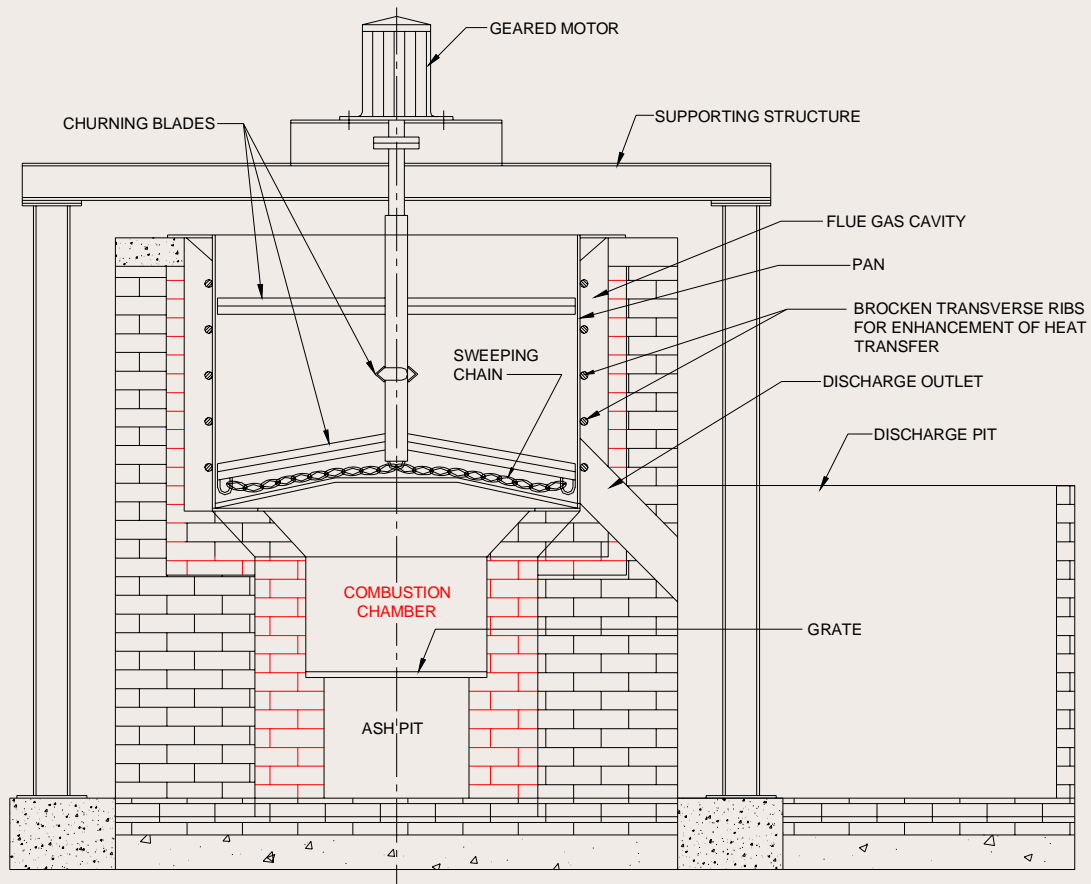 GEARED MOTOR
CHURNING BLADES
SUPPORTING STRUCTURE
FLUE GAS CAVITY
PAN
BROCKEN TRANSVERSE RIBS
FOR ENHANCEMENT OF HEAT
TRANSFER
SWEEPING
CHAIN
DISCHARGE OUTLET
DISCHARGE PIT
COMBUSTION
CHAMBER
GRATE
ASH PIT